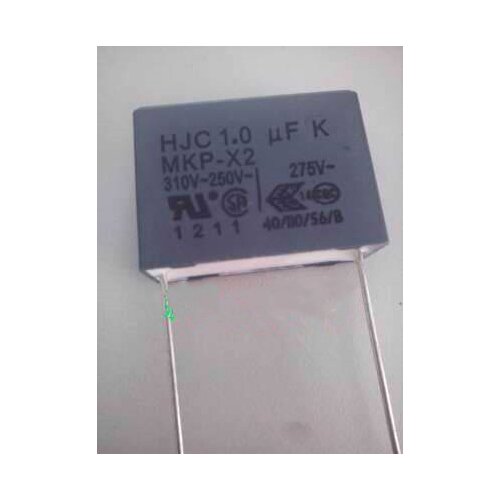 HJC 1.0 µF K
MKP-X2
310V~250V~ 275V~
40/110/56/B
1211